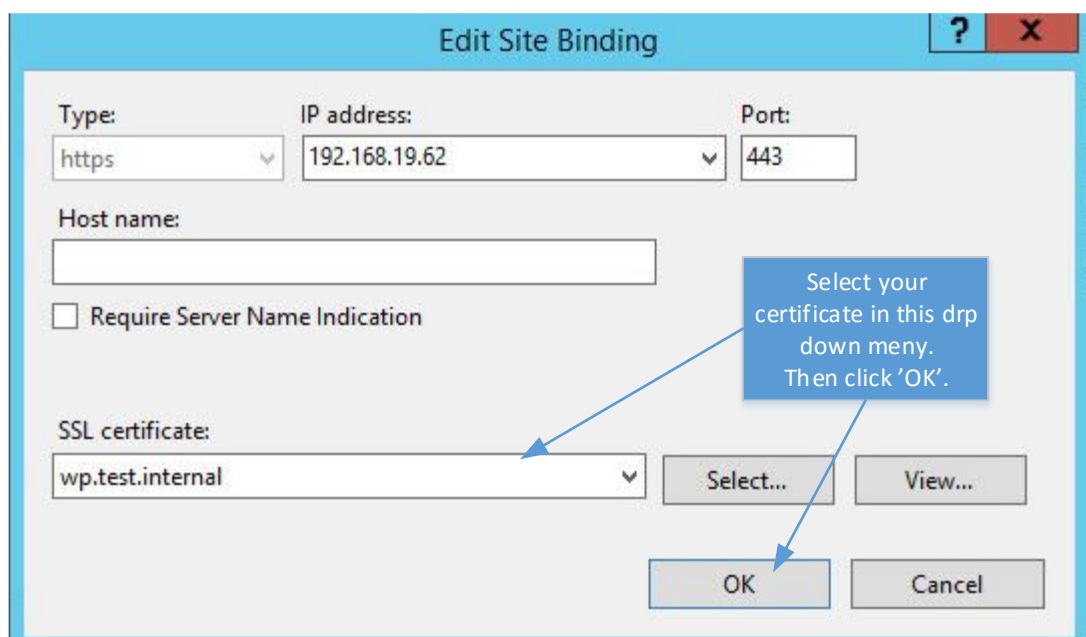 Edit Site Binding
?
x
Type:
IP address:
Port:
https
192.168.19.62
443
Host name:
Require Server Name Indication
Select your
certificate in this drp
down meny.
Then click ’OK’.
SSL certificate:
wp.test.internal
Select...
View...
OK
Cancel